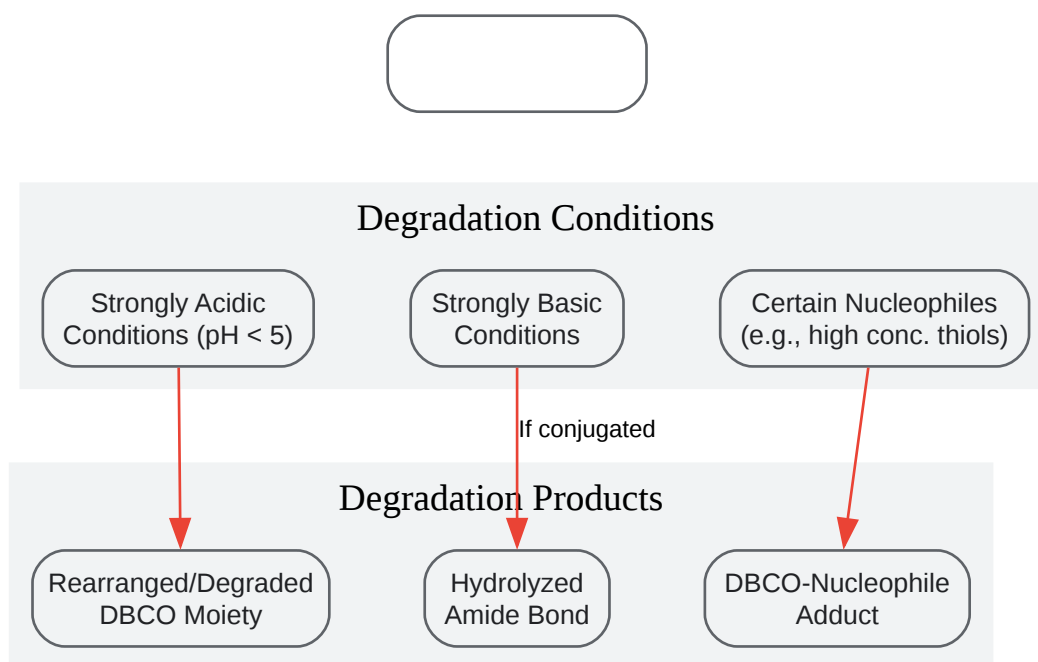 Degradation Conditions
Strongly Acidic
Conditions (pH < 5)
Strongly Basic
Conditions
Certain Nucleophiles
(e.g., high conc. thiols)
If conjugated
Degradation Products
Rearranged/Degraded
DBCO Moiety
Hydrolyzed
Amide Bond
DBCO-Nucleophile
Adduct